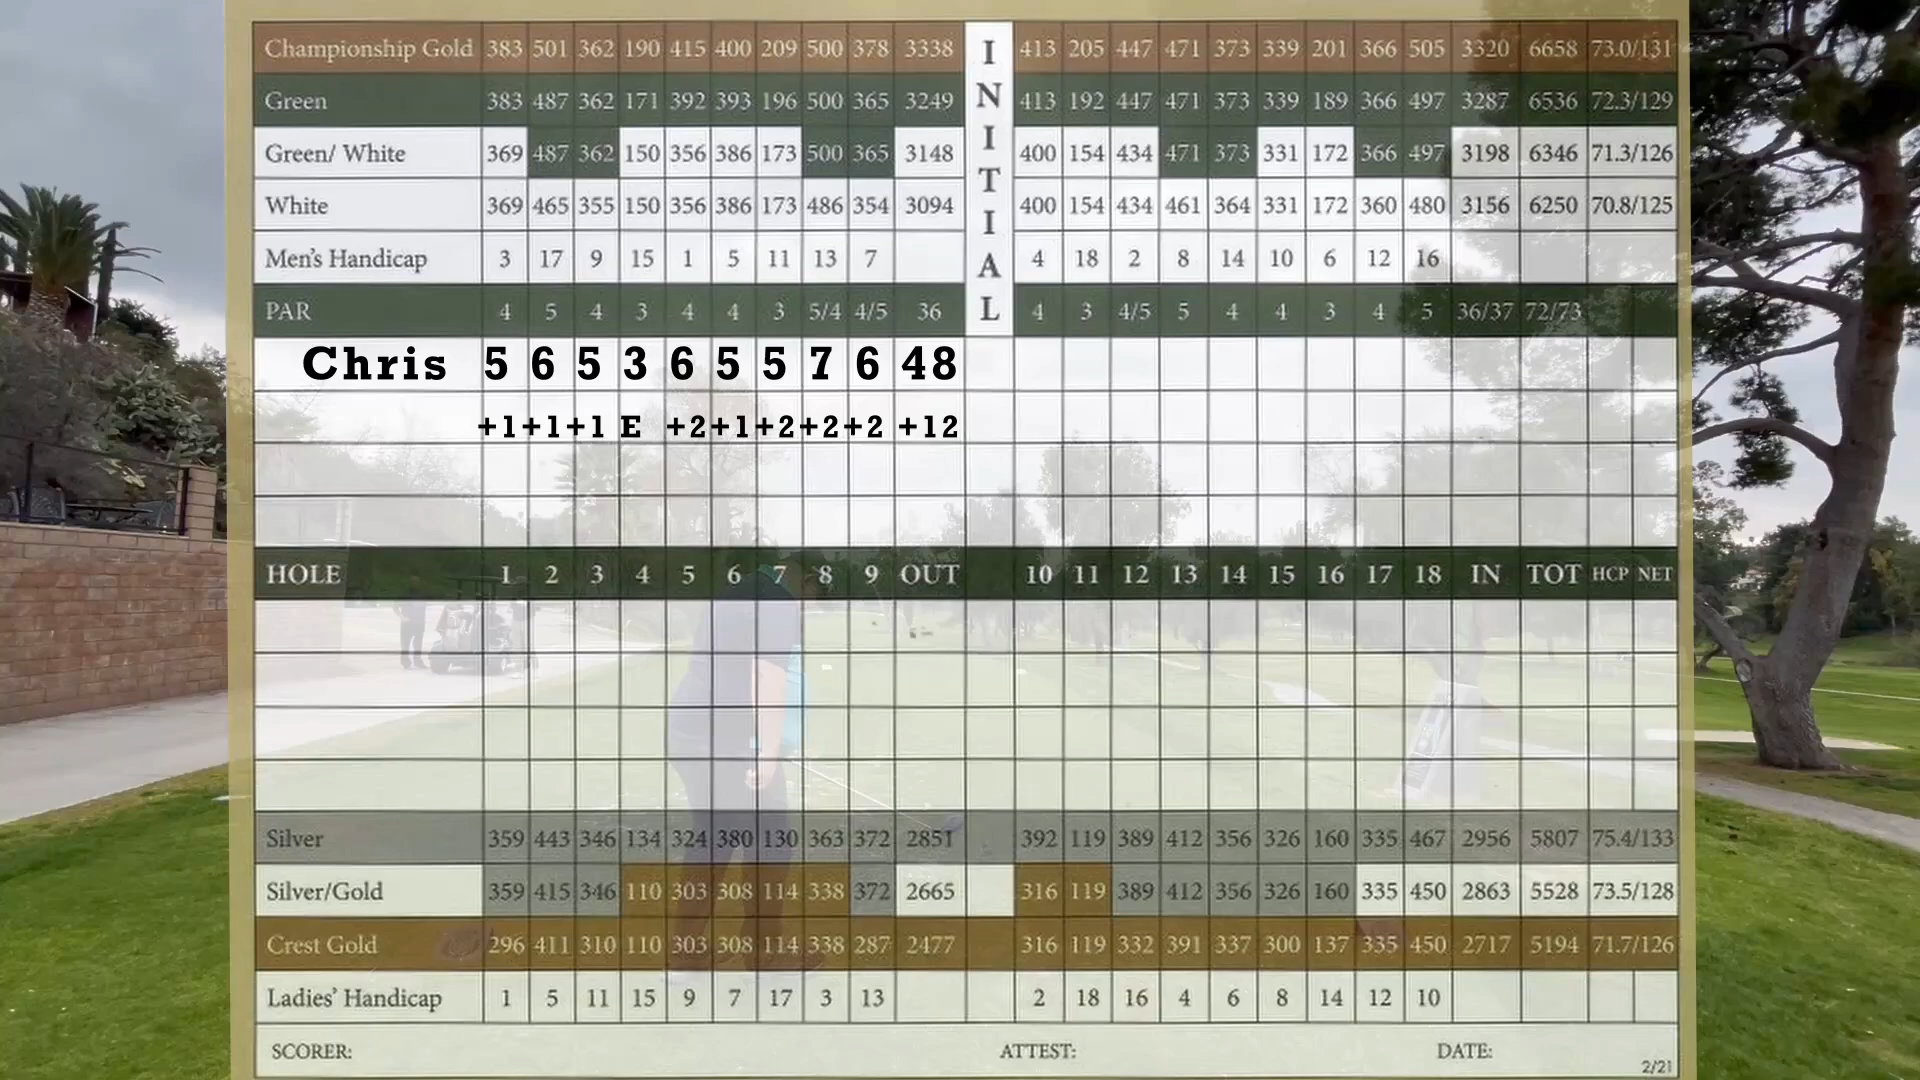 Championship Gold 383 501 362 190 415 400 209 500 378 3338 413 205 447 471 373 339 201 366 505 3320 6658 73.0/131
Green 383 487 362 171 392 393 196 500 365 3249 413 192 447 471 373 339 189 366 497 3287 6536 72.3/129
Green/ White 369 487 362 150 356 386 173 500 365 3148 400 154 434 471 373 331 172 366 497 3198 6346 71.3/126
White 369 465 355 150 356 386 173 486 354 3094 400 154 434 461 364 331 172 360 480 3156 6250 70.8/125
Men's Handicap 3 17 9 15 1 5 11 13 7 4 18 2 8 14 10 6 12 16
PAR 4 5 4 3 4 4 3 5/4 4/5 36 4 3 4/5 5 4 4 3 4 5 36/37 72/73
INITIAL
Chris 5 6 5 3 6 5 5 7 6 48
+1 +1 +1 E +2 +1 +2 +2 +2 +12
HOLE 1 2 3 4 5 6 7 8 9 OUT 10 11 12 13 14 15 16 17 18 IN TOT HCP NET
Silver 359 443 346 134 324 380 130 363 372 2851 392 119 389 412 356 326 160 335 467 2956 5807 75.4/133
Silver/Gold 359 415 346 110 303 308 114 338 372 2665 316 119 389 412 356 326 160 335 450 2863 5528 73.5/128
Crest Gold 296 411 310 110 303 308 114 338 287 2477 316 119 332 391 337 300 137 335 450 2717 5194 71.7/126
Ladies' Handicap 1 5 11 15 9 7 17 3 13 2 18 16 4 6 8 14 12 10
SCORER: ATTEST: DATE:
2/21